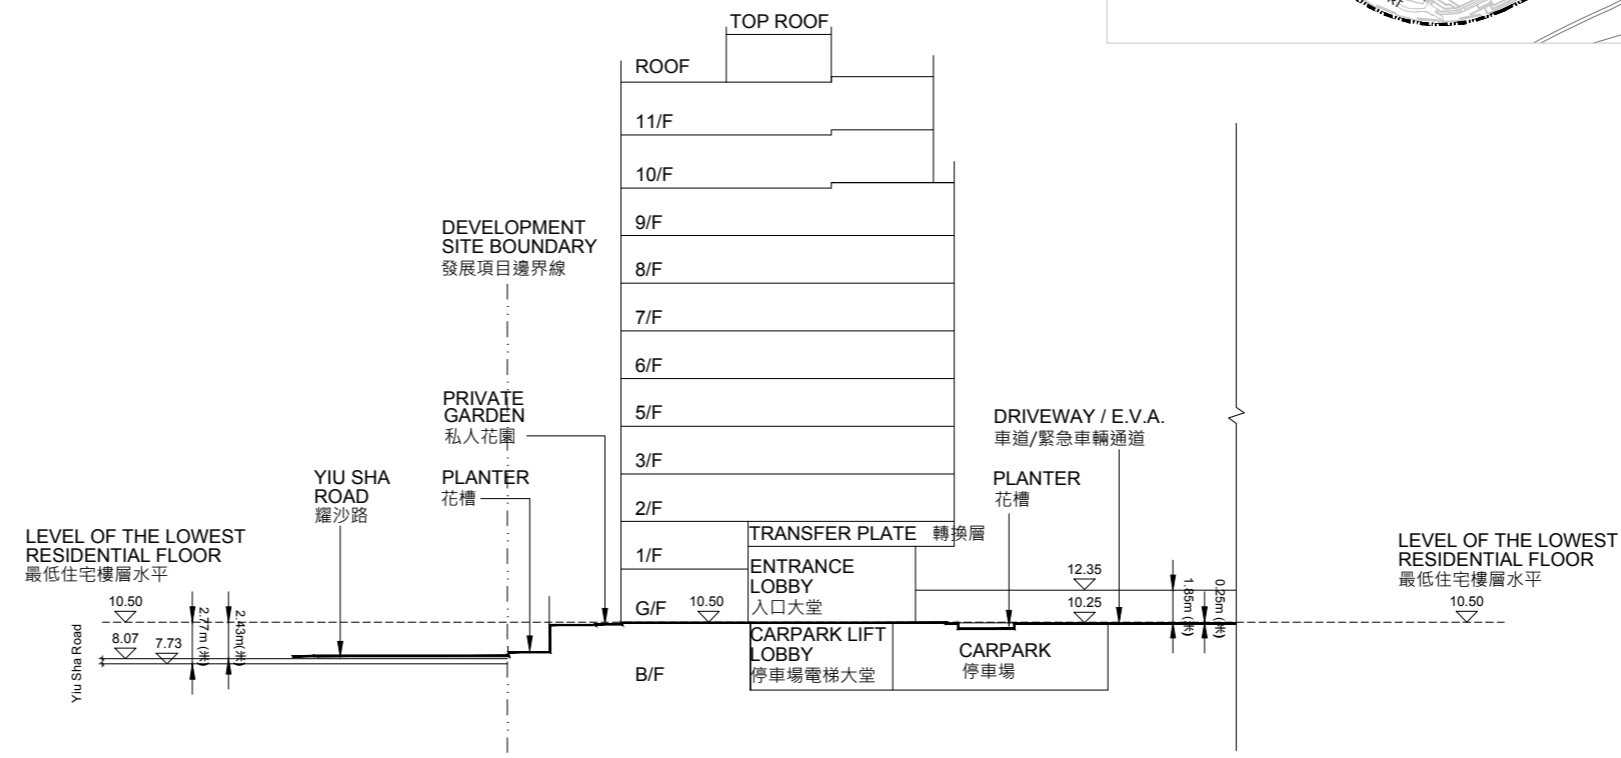 TOP ROOF
ROOF
11/F
10/F
9/F
8/F
7/F
6/F
5/F
3/F
2/F
1/F
G/F
B/F
DEVELOPMENT
SITE BOUNDARY
發展項目邊界線
PRIVATE
GARDEN
私人花園
YIU SHA
ROAD
耀沙路
PLANTER
花槽
LEVEL OF THE LOWEST
RESIDENTIAL FLOOR
最低住宅樓層水平
10.50
8.07
7.73
2.77m (米)
2.43m(米)
Yiu Sha Road
10.50
TRANSFER PLATE 轉換層
ENTRANCE
LOBBY
入口大堂
CARPARK LIFT
LOBBY
停車場電梯大堂
CARPARK
停車場
DRIVEWAY / E.V.A.
車道/緊急車輛通道
PLANTER
花槽
12.35
10.25
1.85m (米)
0.25m (米)
LEVEL OF THE LOWEST
RESIDENTIAL FLOOR
最低住宅樓層水平
10.50